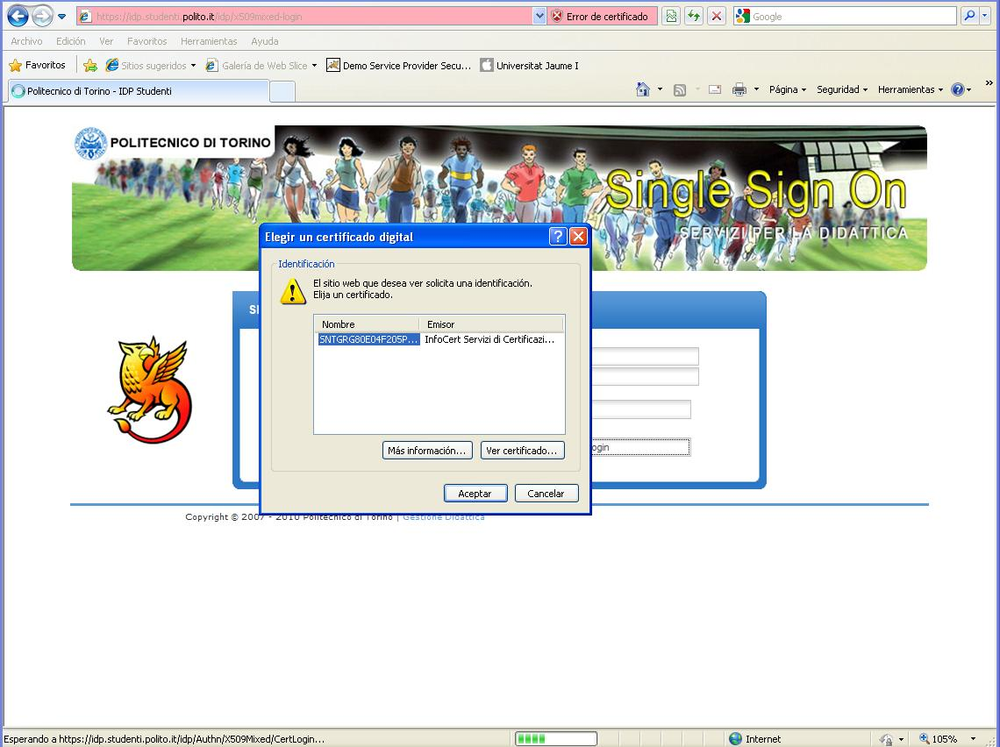 https://idp.studenti.polito.it/idp/x509mixed-login
Error de certificado
Google
Archivo Edición Ver Favoritos Herramientas Ayuda
Favoritos
Sitios sugeridos
Galería de Web Slice
Demo Service Provider Secu...
Universitat Jaume I
Politecnico di Torino - IDP Studenti
Página
Seguridad
Herramientas
»
POLITECNICO DI TORINO
Single Sign On
SERVIZI PER LA DIDATTICA
Elegir un certificado digital
Identificación
El sitio web que desea ver solicita una identificación.
Elija un certificado.
Nombre Emisor
SNTGRG80E04F205P... InfoCert Servizi di Certificazi...
Más información... Ver certificado...
ogin
Aceptar Cancelar
Copyright © 2007 - 2010 Politecnico di Torino | Gestione Didattica
Esperando a https://idp.studenti.polito.it/idp/Authn/X509Mixed/CertLogin...
Internet
105%